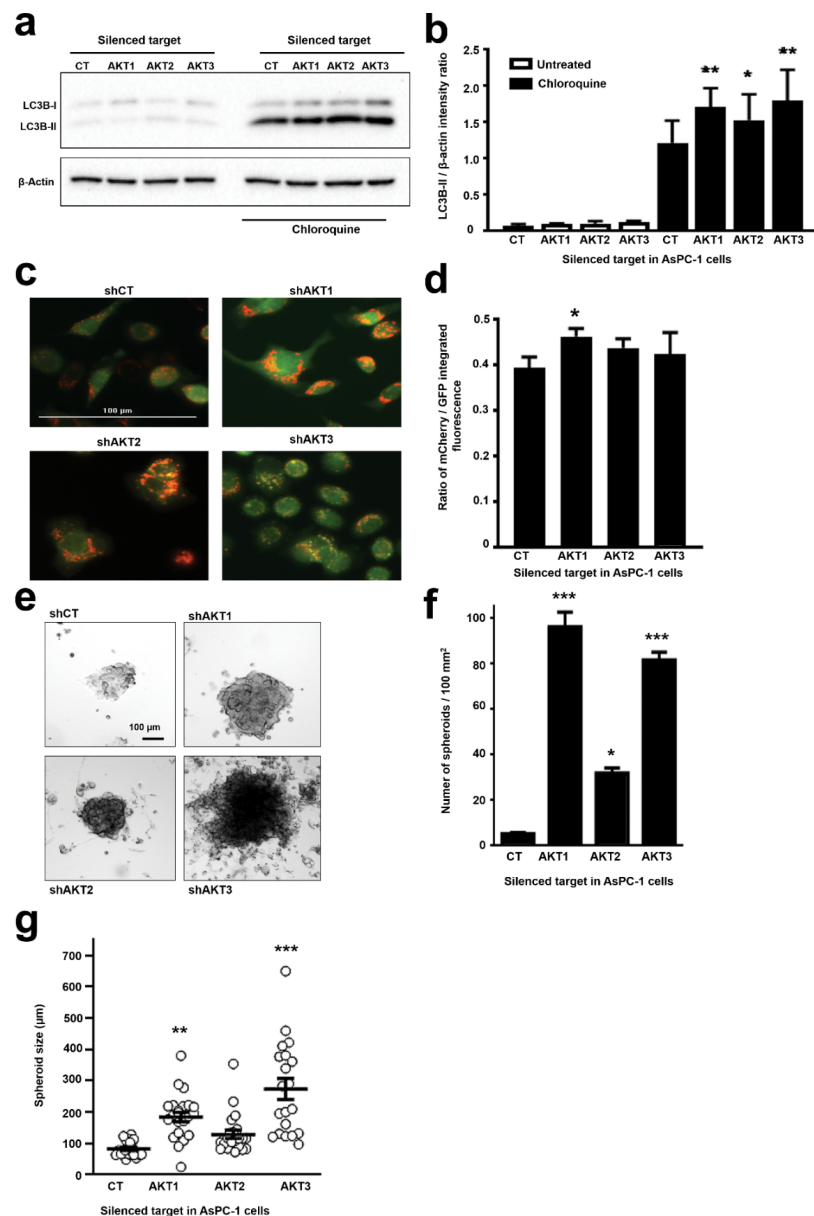 a
Silenced target Silenced target
CT AKT1 AKT2 AKT3 CT AKT1 AKT2 AKT3
LC3B-I
LC3B-II
β-Actin
Chloroquine
b
LC3B-II / β-actin intensity ratio
2.5
2.0
1.5
1.0
0.5
0
Untreated
Chloroquine
** * **
CT AKT1 AKT2 AKT3 CT AKT1 AKT2 AKT3
Silenced target in AsPC-1 cells
c
shCT shAKT1
100 µm
shAKT2 shAKT3
d
Ratio of mCherry / GFP integrated
fluorescence
0.5
0.4
0.4
0.1
0
*
CT AKT1 AKT2 AKT3
Silenced target in AsPC-1 cells
e
shCT shAKT1
100 µm
shAKT2 shAKT3
f
Numer of spheroids / 100 mm²
100
80
60
40
20
0
*** * ***
CT AKT1 AKT2 AKT3
Silenced target in AsPC-1 cells
g
Spheroid size (µm)
700
600
500
400
300
200
100
0
** ***
CT AKT1 AKT2 AKT3
Silenced target in AsPC-1 cells